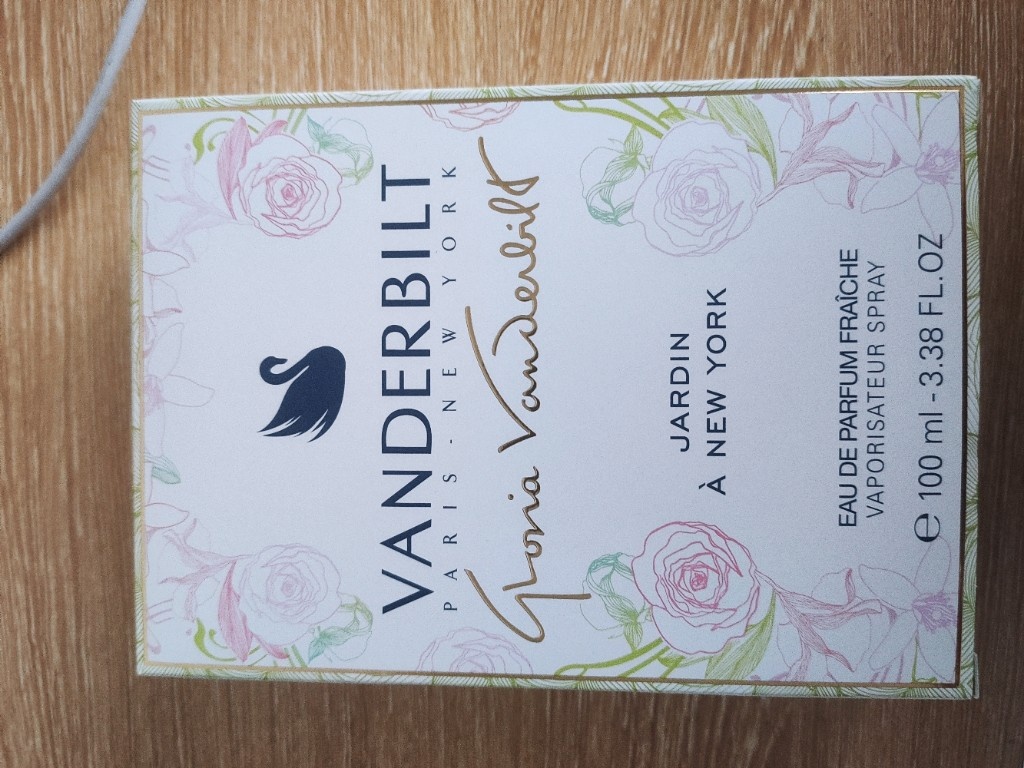 VANDERBILT
PARIS - NEW YORK
Gloria Vanderbilt
JARDIN
À NEW YORK
EAU DE PARFUM FRAÎCHE
VAPORISATEUR SPRAY
℮ 100 ml - 3.38 FL.OZ